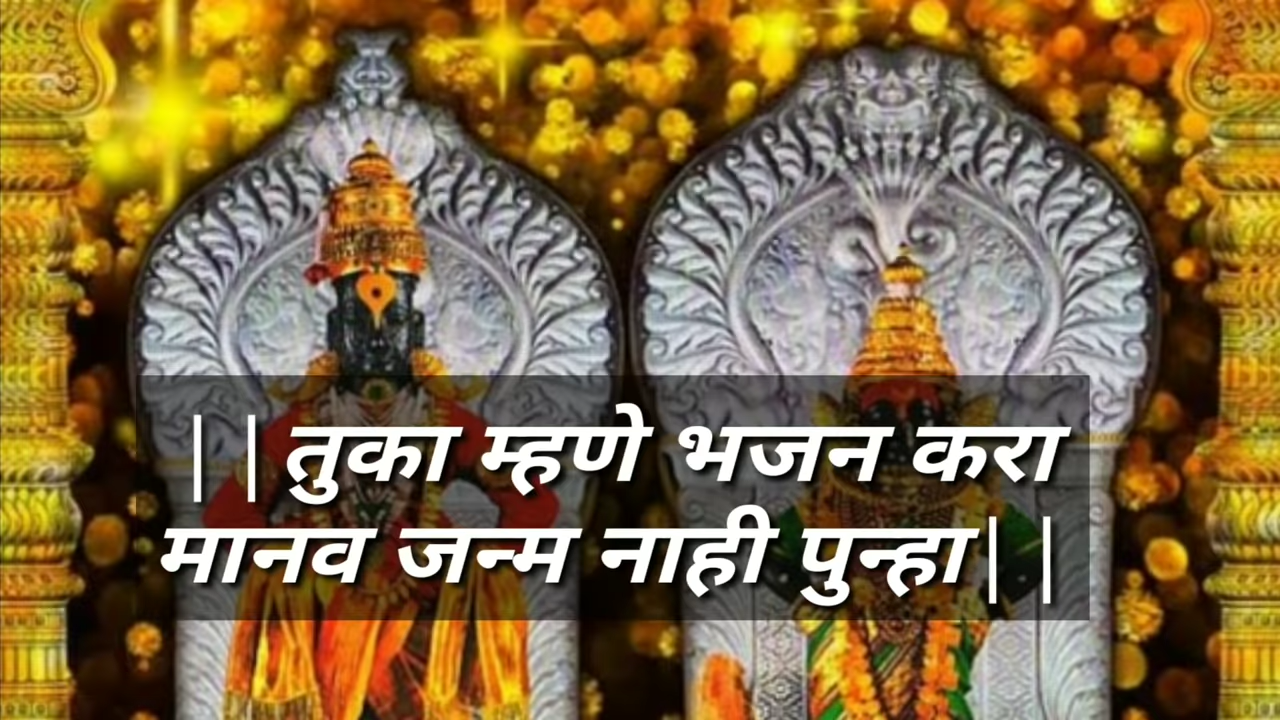 ||तुका म्हणे भजन करा
मानव जन्म नाही पुन्हा||